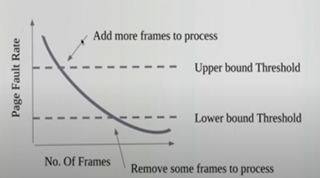 Add more frames to process
Upper bound Threshold
Page Fault Rate
Lower bound Threshold
No. Of Frames
Remove some frames to process